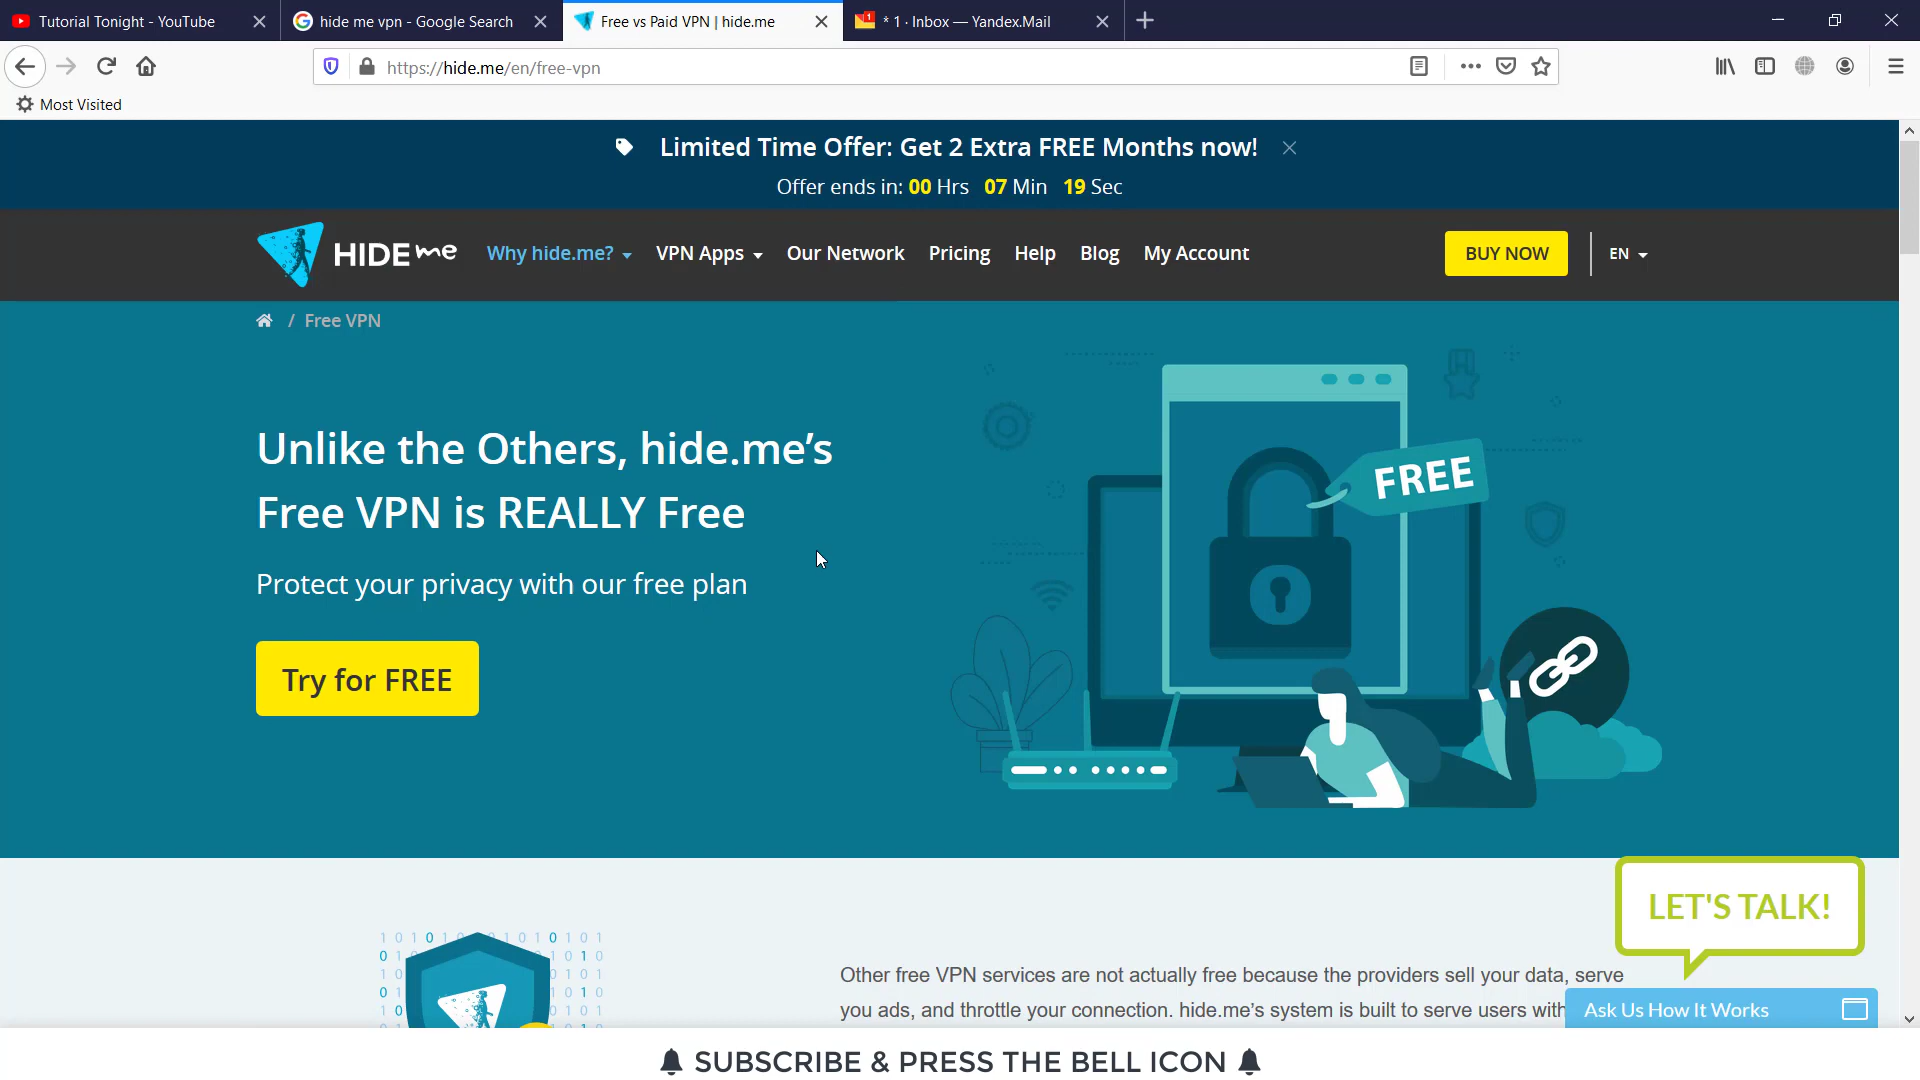 Tutorial Tonight - YouTube
hide me vpn - Google Search
Free vs Paid VPN | hide.me
* 1 · Inbox — Yandex.Mail
https://hide.me/en/free-vpn
Most Visited
Limited Time Offer: Get 2 Extra FREE Months now!
Offer ends in: 00 Hrs 07 Min 19 Sec
HIDE me
Why hide.me?
VPN Apps
Our Network
Pricing
Help
Blog
My Account
BUY NOW
EN
/ Free VPN
Unlike the Others, hide.me’s
Free VPN is REALLY Free
Protect your privacy with our free plan
Try for FREE
FREE
LET'S TALK!
Other free VPN services are not actually free because the providers sell your data, serve
you ads, and throttle your connection. hide.me’s system is built to serve users with
Ask Us How It Works
SUBSCRIBE & PRESS THE BELL ICON